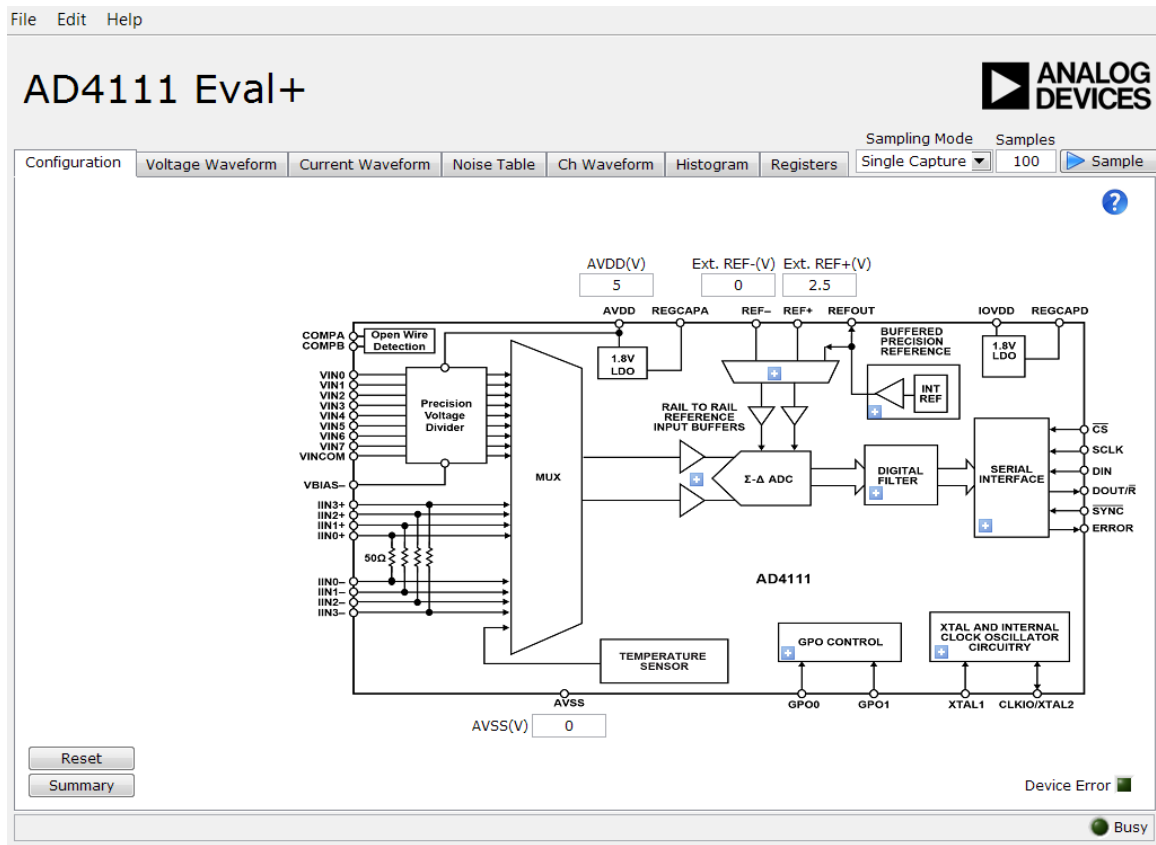 File Edit Help
AD4111 Eval+
ANALOG
DEVICES
Sampling Mode Samples
Configuration Voltage Waveform Current Waveform Noise Table Ch Waveform Histogram Registers Single Capture 100 Sample
?
AVDD(V) Ext. REF-(V) Ext. REF+(V)
5 0 2.5
AVDD REGCAPA REF– REF+ REFOUT IOVDD REGCAPD
COMPA
COMPB
Open Wire
Detection
1.8V
LDO
BUFFERED
PRECISION
REFERENCE
1.8V
LDO
INT
REF
VIN0
VIN1
VIN2
VIN3
VIN4
VIN5
VIN6
VIN7
VINCOM
Precision
Voltage
Divider
RAIL TO RAIL
REFERENCE
INPUT BUFFERS
VBIAS–
MUX
Σ-Δ ADC
DIGITAL
FILTER
SERIAL
INTERFACE
C̅S̅
SCLK
DIN
DOUT/R̅
S̅Y̅N̅C̅
ERROR
IIN3+
IIN2+
IIN1+
IIN0+
50Ω
IIN0–
IIN1–
IIN2–
IIN3–
AD4111
TEMPERATURE
SENSOR
GPO CONTROL
XTAL AND INTERNAL
CLOCK OSCILLATOR
CIRCUITRY
AVSS GPO0 GPO1 XTAL1 CLKIO/XTAL2
AVSS(V) 0
Reset
Summary
Device Error
Busy